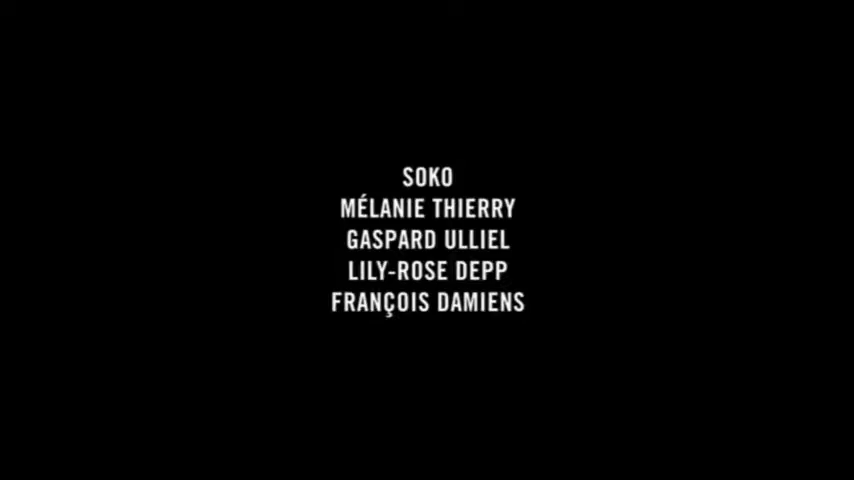 SOKO
MÉLANIE THIERRY
GASPARD ULLIEL
LILY-ROSE DEPP
FRANÇOIS DAMIENS